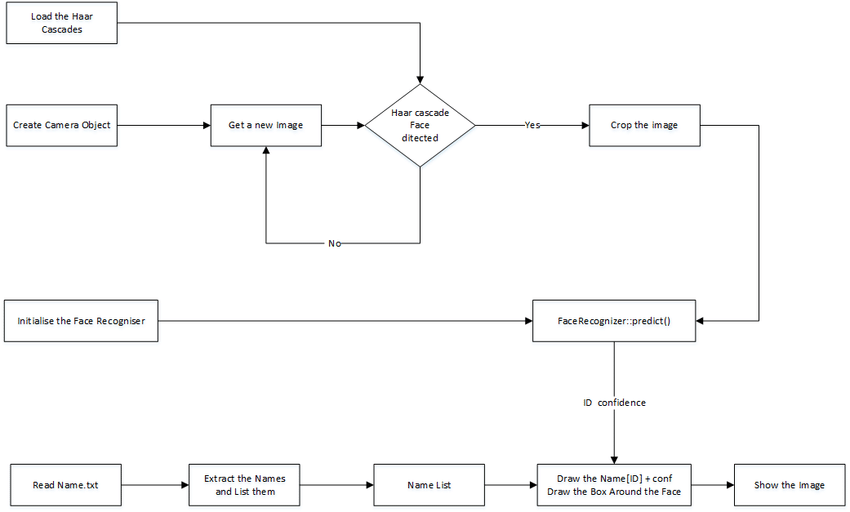 Load the Haar
Cascades
Create Camera Object
Get a new Image
Haar cascade
Face
ditected
Yes
Crop the image
No
Initialise the Face Recogniser
FaceRecognizer::predict()
ID confidence
Read Name.txt
Extract the Names
and List them
Name List
Draw the Name[ID] + conf
Draw the Box Around the Face
Show the Image